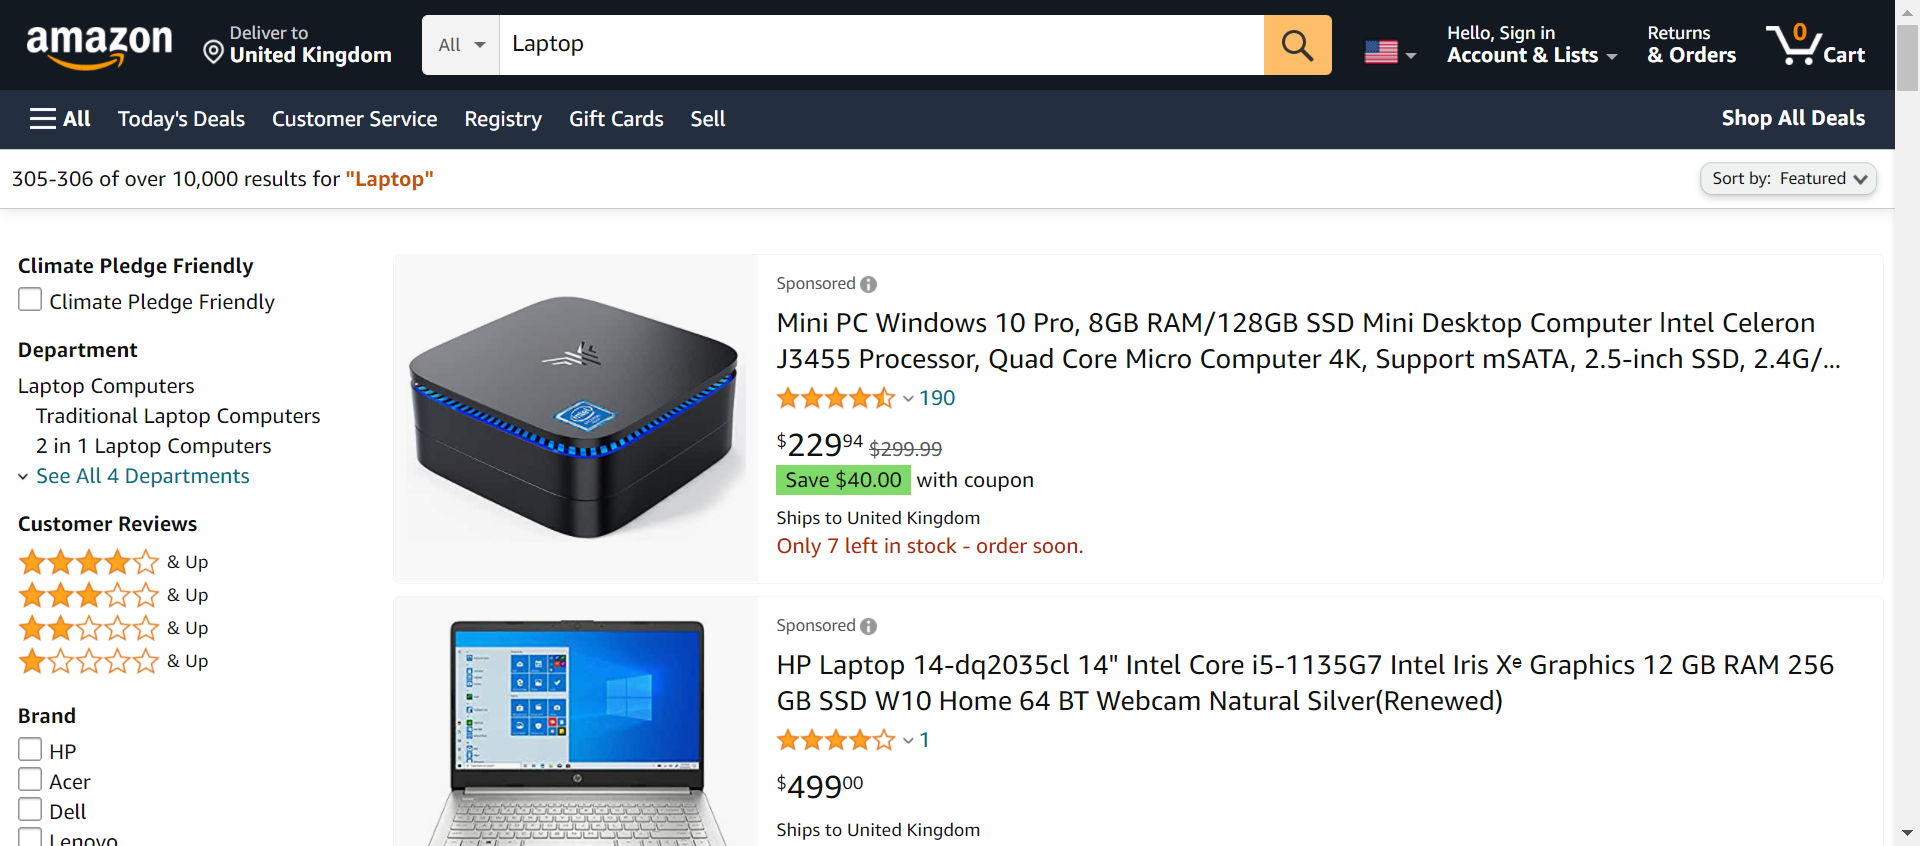 amazon
Deliver to
United Kingdom
All
Laptop
Hello, Sign in
Account & Lists
Returns
& Orders
0
Cart
All
Today's Deals
Customer Service
Registry
Gift Cards
Sell
Shop All Deals
305-306 of over 10,000 results for "Laptop"
Sort by: Featured
Climate Pledge Friendly
Climate Pledge Friendly
Department
Laptop Computers
Traditional Laptop Computers
2 in 1 Laptop Computers
See All 4 Departments
Customer Reviews
& Up
& Up
& Up
& Up
Brand
HP
Acer
Dell
Lenovo
Sponsored
Mini PC Windows 10 Pro, 8GB RAM/128GB SSD Mini Desktop Computer Intel Celeron
J3455 Processor, Quad Core Micro Computer 4K, Support mSATA, 2.5-inch SSD, 2.4G/...
190
$229.94 $299.99
Save $40.00 with coupon
Ships to United Kingdom
Only 7 left in stock - order soon.
Sponsored
HP Laptop 14-dq2035cl 14" Intel Core i5-1135G7 Intel Iris Xᵉ Graphics 12 GB RAM 256
GB SSD W10 Home 64 BT Webcam Natural Silver(Renewed)
1
$499.00
Ships to United Kingdom